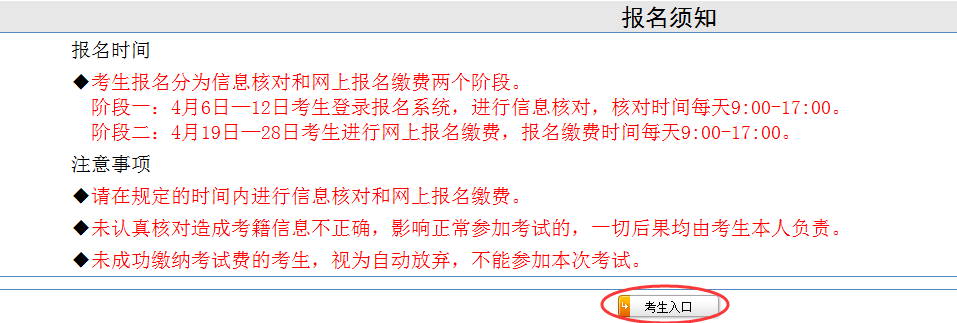 报名须知
报名时间
◆考生报名分为信息核对和网上报名缴费两个阶段。
阶段一：4月6日—12日考生登录报名系统，进行信息核对，核对时间每天9:00-17:00。
阶段二：4月19日—28日考生进行网上报名缴费，报名缴费时间每天9:00-17:00。
注意事项
◆请在规定的时间内进行信息核对和网上报名缴费。
◆未认真核对造成考籍信息不正确，影响正常参加考试的，一切后果均由考生本人负责。
◆未成功缴纳考试费的考生，视为自动放弃，不能参加本次考试。
考生入口